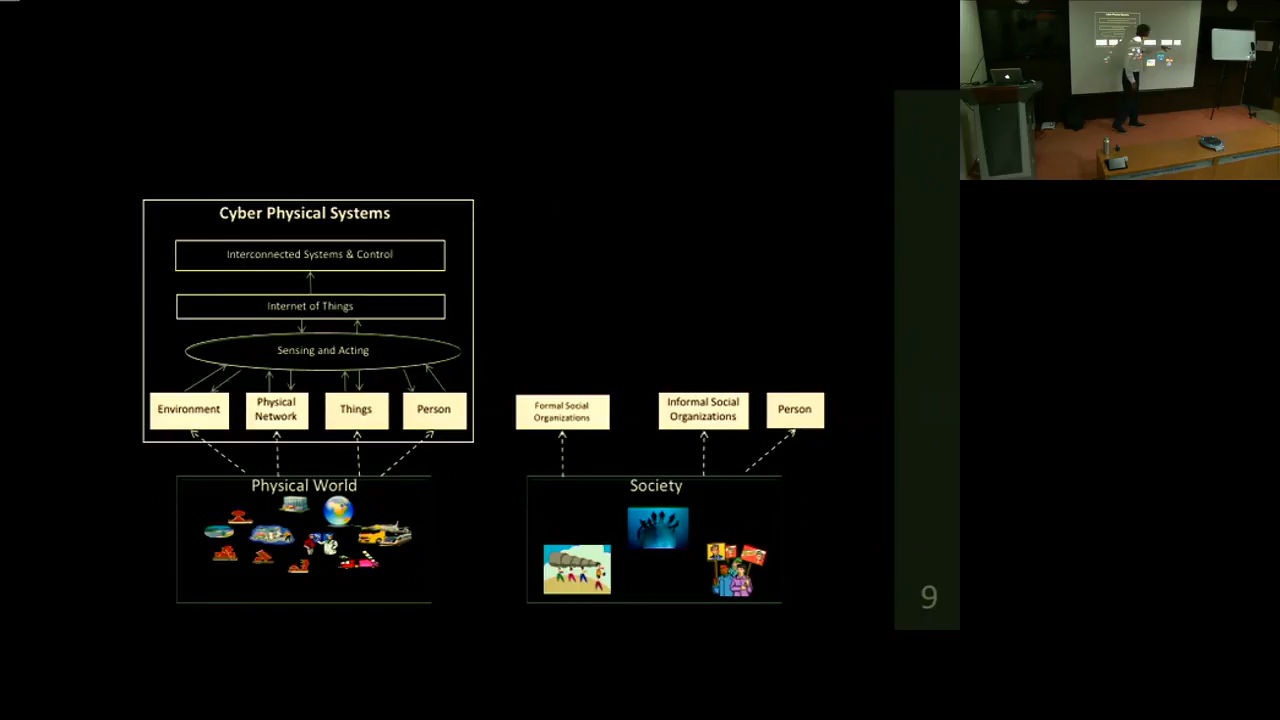 Cyber Physical Systems
Interconnected Systems & Control
Internet of Things
Sensing and Acting
Environment
Physical
Network
Things
Person
Formal Social
Organizations
Informal Social
Organizations
Person
Physical World
Society
9